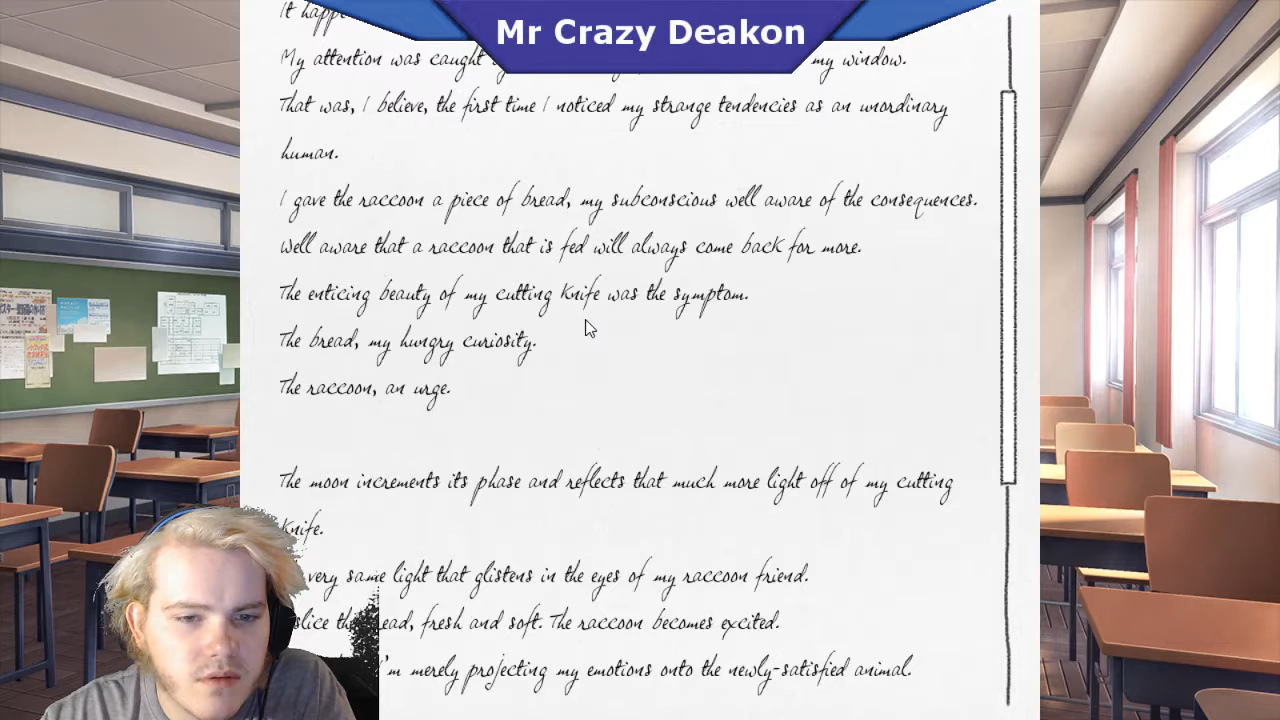 Mr Crazy Deakon
It happe
My attention was caught my window.
That was, I believe, the first time I noticed my strange tendencies as an unordinary
human.
I gave the raccoon a piece of bread, my subconscious well aware of the consequences.
Well aware that a raccoon that is fed will always come back for more.
The enticing beauty of my cutting knife was the symptom.
The bread, my hungry curiosity.
The raccoon, an urge.
The moon increments its phase and reflects that much more light off of my cutting
knife.
very same light that glistens in the eyes of my raccoon friend.
slice the ead, fresh and soft. The raccoon becomes excited.
'm merely projecting my emotions onto the newly-satisfied animal.